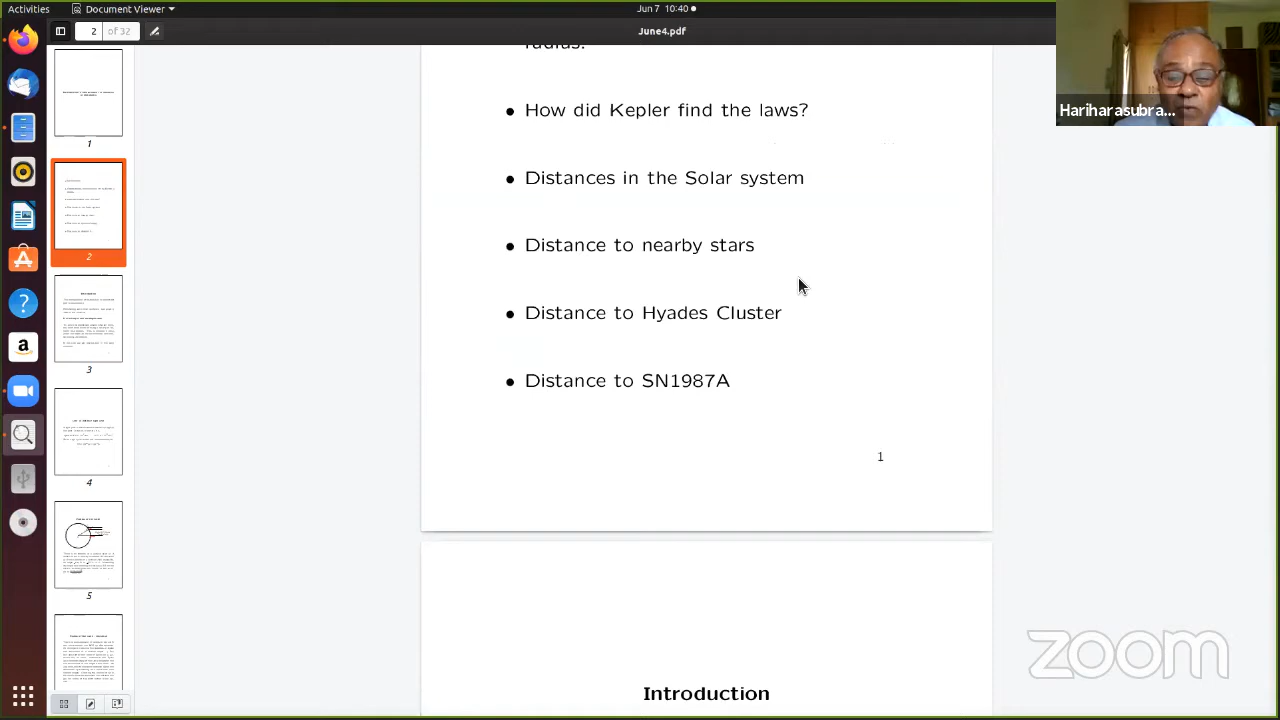 Activities
Document Viewer
Jun 7 10:40
2
of 32
June4.pdf
Hariharasubra...
radius.
• How did Kepler find the laws?
• Distances in the Solar system
• Distance to nearby stars
• Distance to Hyades Cluster
• Distance to SN1987A
1
Introduction
1
2
3
4
5
zoom